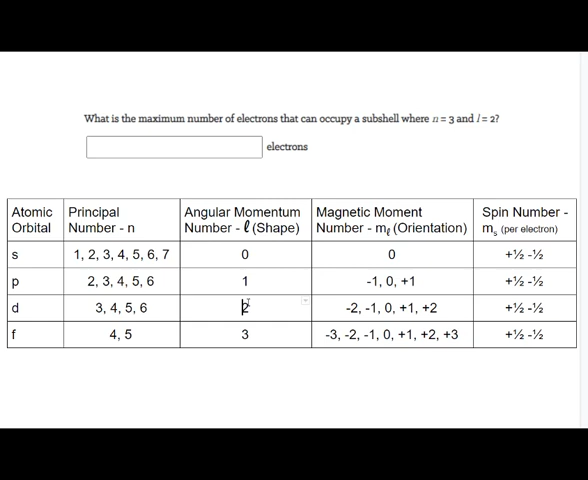 What is the maximum number of electrons that can occupy a subshell where n = 3 and l = 2?
electrons
Atomic Orbital | Principal Number - n | Angular Momentum Number - ℓ (Shape) | Magnetic Moment Number - mℓ (Orientation) | Spin Number - ms (per electron)
s | 1, 2, 3, 4, 5, 6, 7 | 0 | 0 | +½ -½
p | 2, 3, 4, 5, 6 | 1 | -1, 0, +1 | +½ -½
d | 3, 4, 5, 6 | 2 | -2, -1, 0, +1, +2 | +½ -½
f | 4, 5 | 3 | -3, -2, -1, 0, +1, +2, +3 | +½ -½